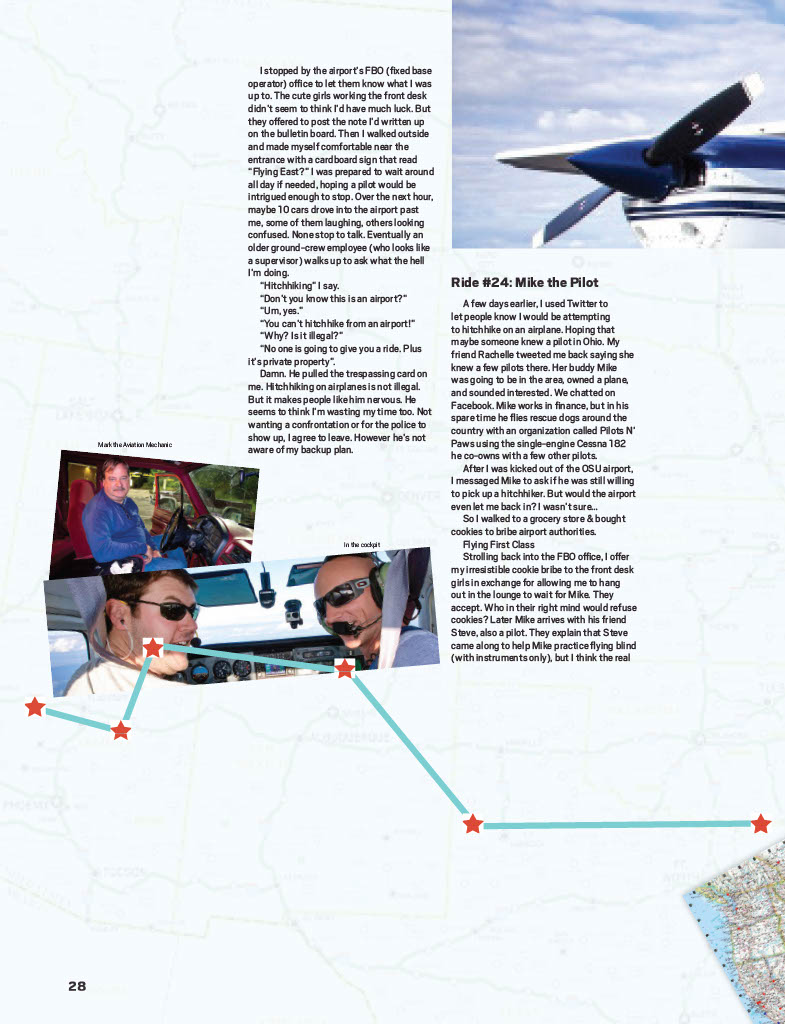 I stopped by the airport's FBO (fixed base
operator) office to let them know what I was
up to. The cute girls working the front desk
didn't seem to think I'd have much luck. But
they offered to post the note I'd written up
on the bulletin board. Then I walked outside
and made myself comfortable near the
entrance with a cardboard sign that read
"Flying East?" I was prepared to wait around
all day if needed, hoping a pilot would be
intrigued enough to stop. Over the next hour,
maybe 10 cars drove into the airport past
me, some of them laughing, others looking
confused. None stop to talk. Eventually an
older ground-crew employee (who looks like
a supervisor) walks up to ask what the hell
I'm doing.
"Hitchhiking" I say.
"Don't you know this is an airport?"
"Um, yes."
"You can't hitchhike from an airport!"
"Why? Is it illegal?"
"No one is going to give you a ride. Plus
it's private property".
Damn. He pulled the trespassing card on
me. Hitchhiking on airplanes is not illegal.
But it makes people like him nervous. He
seems to think I'm wasting my time too. Not
wanting a confrontation or for the police to
show up, I agree to leave. However he's not
aware of my backup plan.
Mark the Aviation Mechanic
In the cockpit
Ride #24: Mike the Pilot
A few days earlier, I used Twitter to
let people know I would be attempting
to hitchhike on an airplane. Hoping that
maybe someone knew a pilot in Ohio. My
friend Rachelle tweeted me back saying she
knew a few pilots there. Her buddy Mike
was going to be in the area, owned a plane,
and sounded interested. We chatted on
Facebook. Mike works in finance, but in his
spare time he flies rescue dogs around the
country with an organization called Pilots N'
Paws using the single-engine Cessna 182
he co-owns with a few other pilots.
After I was kicked out of the OSU airport,
I messaged Mike to ask if he was still willing
to pick up a hitchhiker. But would the airport
even let me back in? I wasn't sure...
So I walked to a grocery store & bought
cookies to bribe airport authorities.
Flying First Class
Strolling back into the FBO office, I offer
my irresistible cookie bribe to the front desk
girls in exchange for allowing me to hang
out in the lounge to wait for Mike. They
accept. Who in their right mind would refuse
cookies? Later Mike arrives with his friend
Steve, also a pilot. They explain that Steve
came along to help Mike practice flying blind
(with instruments only), but I think the real
DENVER
ALBUQUERQUE
PHOENIX
TUCSON
28